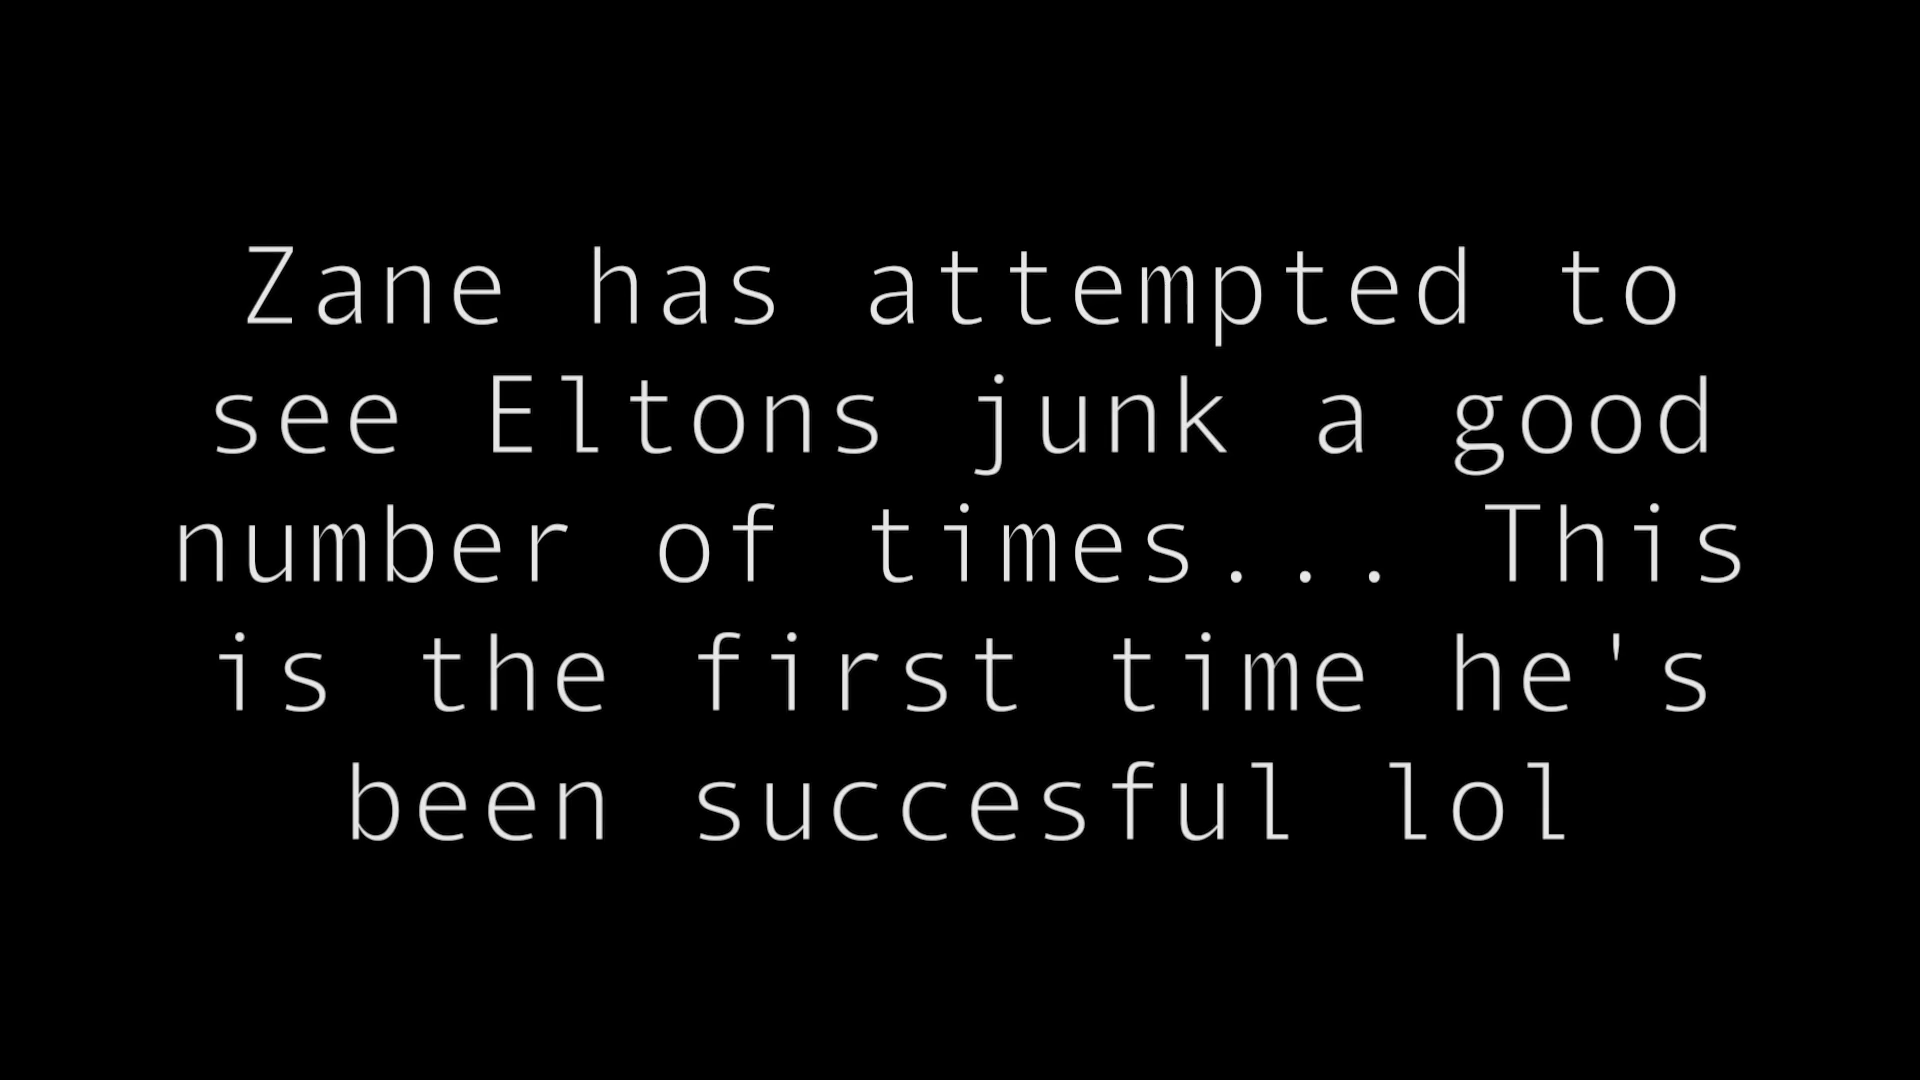 Zane has attempted to
see Eltons junk a good
number of times... This
is the first time he's
been succesful lol